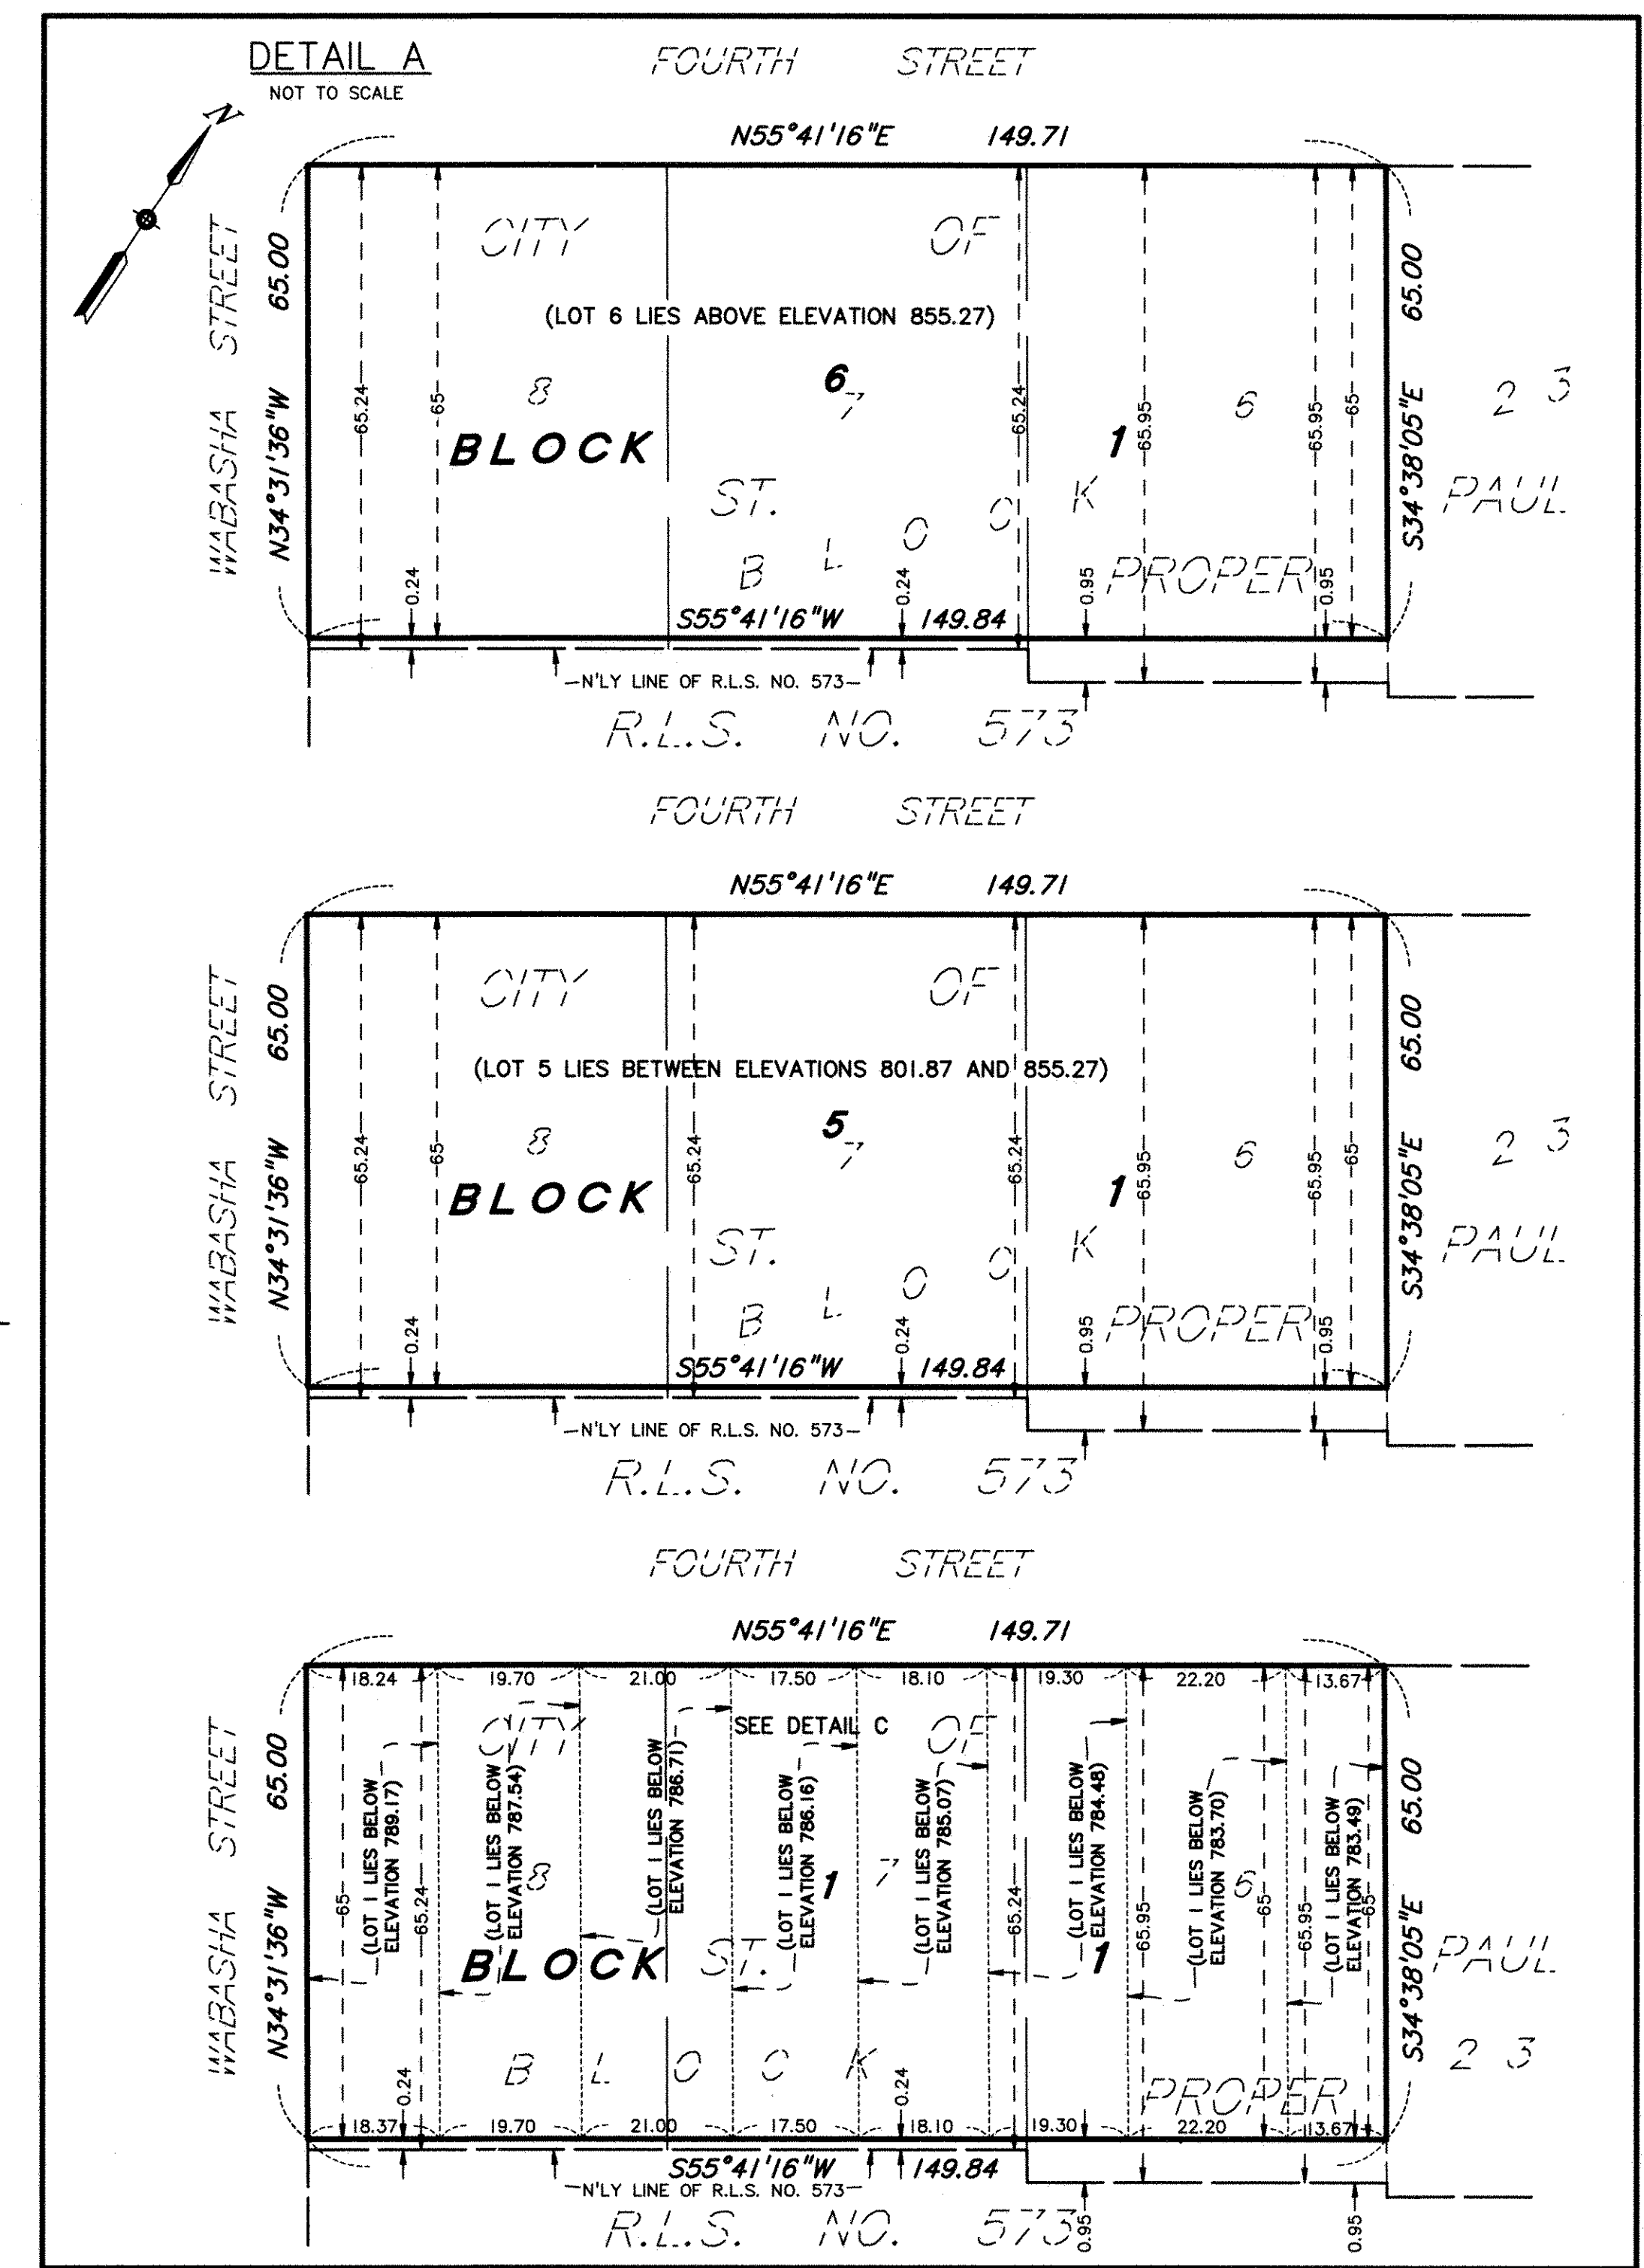 DETAIL A
NOT TO SCALE
N
FOURTH STREET
N55°41'16"E 149.71
WABASHA STREET
N34°31'36"W 65.00
65.24
65
CITY OF
(LOT 6 LIES ABOVE ELEVATION 855.27)
8
6
7
65.24
65.95
6
65.95
65
S34°38'05"E 65.00
2 3
BLOCK 1
ST. PAUL
BLOCK
PROPER
0.24
0.24
0.95
0.95
S55°41'16"W 149.84
N'LY LINE OF R.L.S. NO. 573
R.L.S. NO. 573
FOURTH STREET
N55°41'16"E 149.71
WABASHA STREET
N34°31'36"W 65.00
65.24
65
CITY OF
(LOT 5 LIES BETWEEN ELEVATIONS 801.87 AND 855.27)
8
65.24
5
7
65.24
65.95
6
65.95
65
S34°38'05"E 65.00
2 3
BLOCK 1
ST. PAUL
BLOCK
PROPER
0.24
0.24
0.95
0.95
S55°41'16"W 149.84
N'LY LINE OF R.L.S. NO. 573
R.L.S. NO. 573
FOURTH STREET
N55°41'16"E 149.71
18.24 19.70 21.00 17.50 18.10 19.30 22.20 13.67
WABASHA STREET
N34°31'36"W 65.00
CITY OF
SEE DETAIL C
65
(LOT 1 LIES BELOW
ELEVATION 789.17)
65.24
(LOT 1 LIES BELOW
ELEVATION 787.54)
8
(LOT 1 LIES BELOW
ELEVATION 786.71)
(LOT 1 LIES BELOW
ELEVATION 786.16)
1
7
(LOT 1 LIES BELOW
ELEVATION 785.07)
65.24
(LOT 1 LIES BELOW
ELEVATION 784.48)
65.95
(LOT 1 LIES BELOW
ELEVATION 783.70)
6
65
65.95
(LOT 1 LIES BELOW
ELEVATION 783.49)
65
S34°38'05"E 65.00
BLOCK 1
ST. PAUL
BLOCK 23
PROPER
0.24
0.24
18.37 19.70 21.00 17.50 18.10 19.30 22.20 13.67
S55°41'16"W 149.84
N'LY LINE OF R.L.S. NO. 573
R.L.S. NO. 573
0.95
0.95